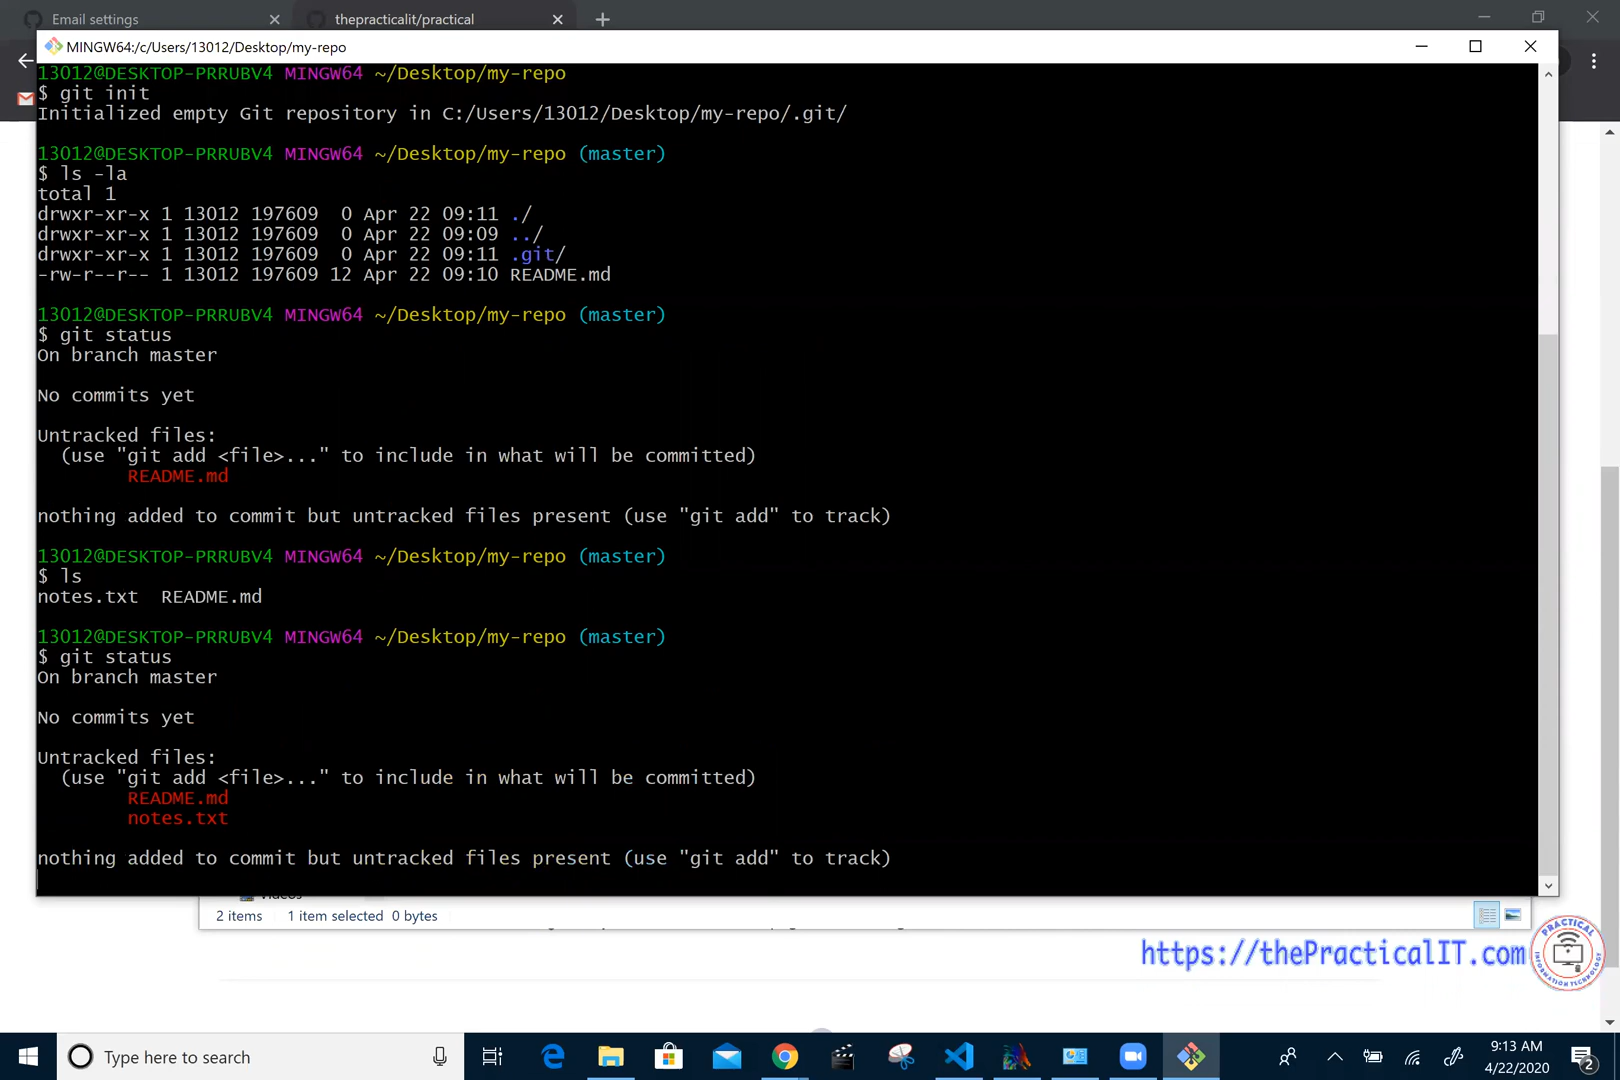 Email settings
thepracticalit/practical
MINGW64:/c/Users/13012/Desktop/my-repo
13012@DESKTOP-PRRUBV4 MINGW64 ~/Desktop/my-repo
$ git init
Initialized empty Git repository in C:/Users/13012/Desktop/my-repo/.git/
13012@DESKTOP-PRRUBV4 MINGW64 ~/Desktop/my-repo (master)
$ ls -la
total 1
drwxr-xr-x 1 13012 197609  0 Apr 22 09:11 ./
drwxr-xr-x 1 13012 197609  0 Apr 22 09:09 ../
drwxr-xr-x 1 13012 197609  0 Apr 22 09:11 .git/
-rw-r--r-- 1 13012 197609 12 Apr 22 09:10 README.md
13012@DESKTOP-PRRUBV4 MINGW64 ~/Desktop/my-repo (master)
$ git status
On branch master
No commits yet
Untracked files:
(use "git add <file>..." to include in what will be committed)
README.md
nothing added to commit but untracked files present (use "git add" to track)
13012@DESKTOP-PRRUBV4 MINGW64 ~/Desktop/my-repo (master)
$ ls
notes.txt  README.md
13012@DESKTOP-PRRUBV4 MINGW64 ~/Desktop/my-repo (master)
$ git status
On branch master
No commits yet
Untracked files:
(use "git add <file>..." to include in what will be committed)
README.md
notes.txt
nothing added to commit but untracked files present (use "git add" to track)
2 items 1 item selected 0 bytes
https://thePracticalIT.com
PRACTICAL
INFORMATION TECHNOLOGY
Type here to search
9:13 AM
4/22/2020
2